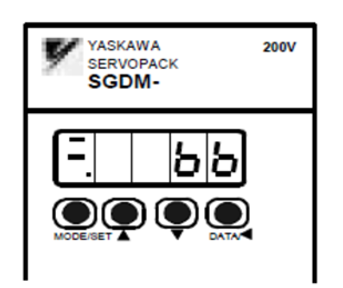 YASKAWA 200V
SERVOPACK
SGDM-
bb
MODE/SET ▲ ▼ DATA/◀